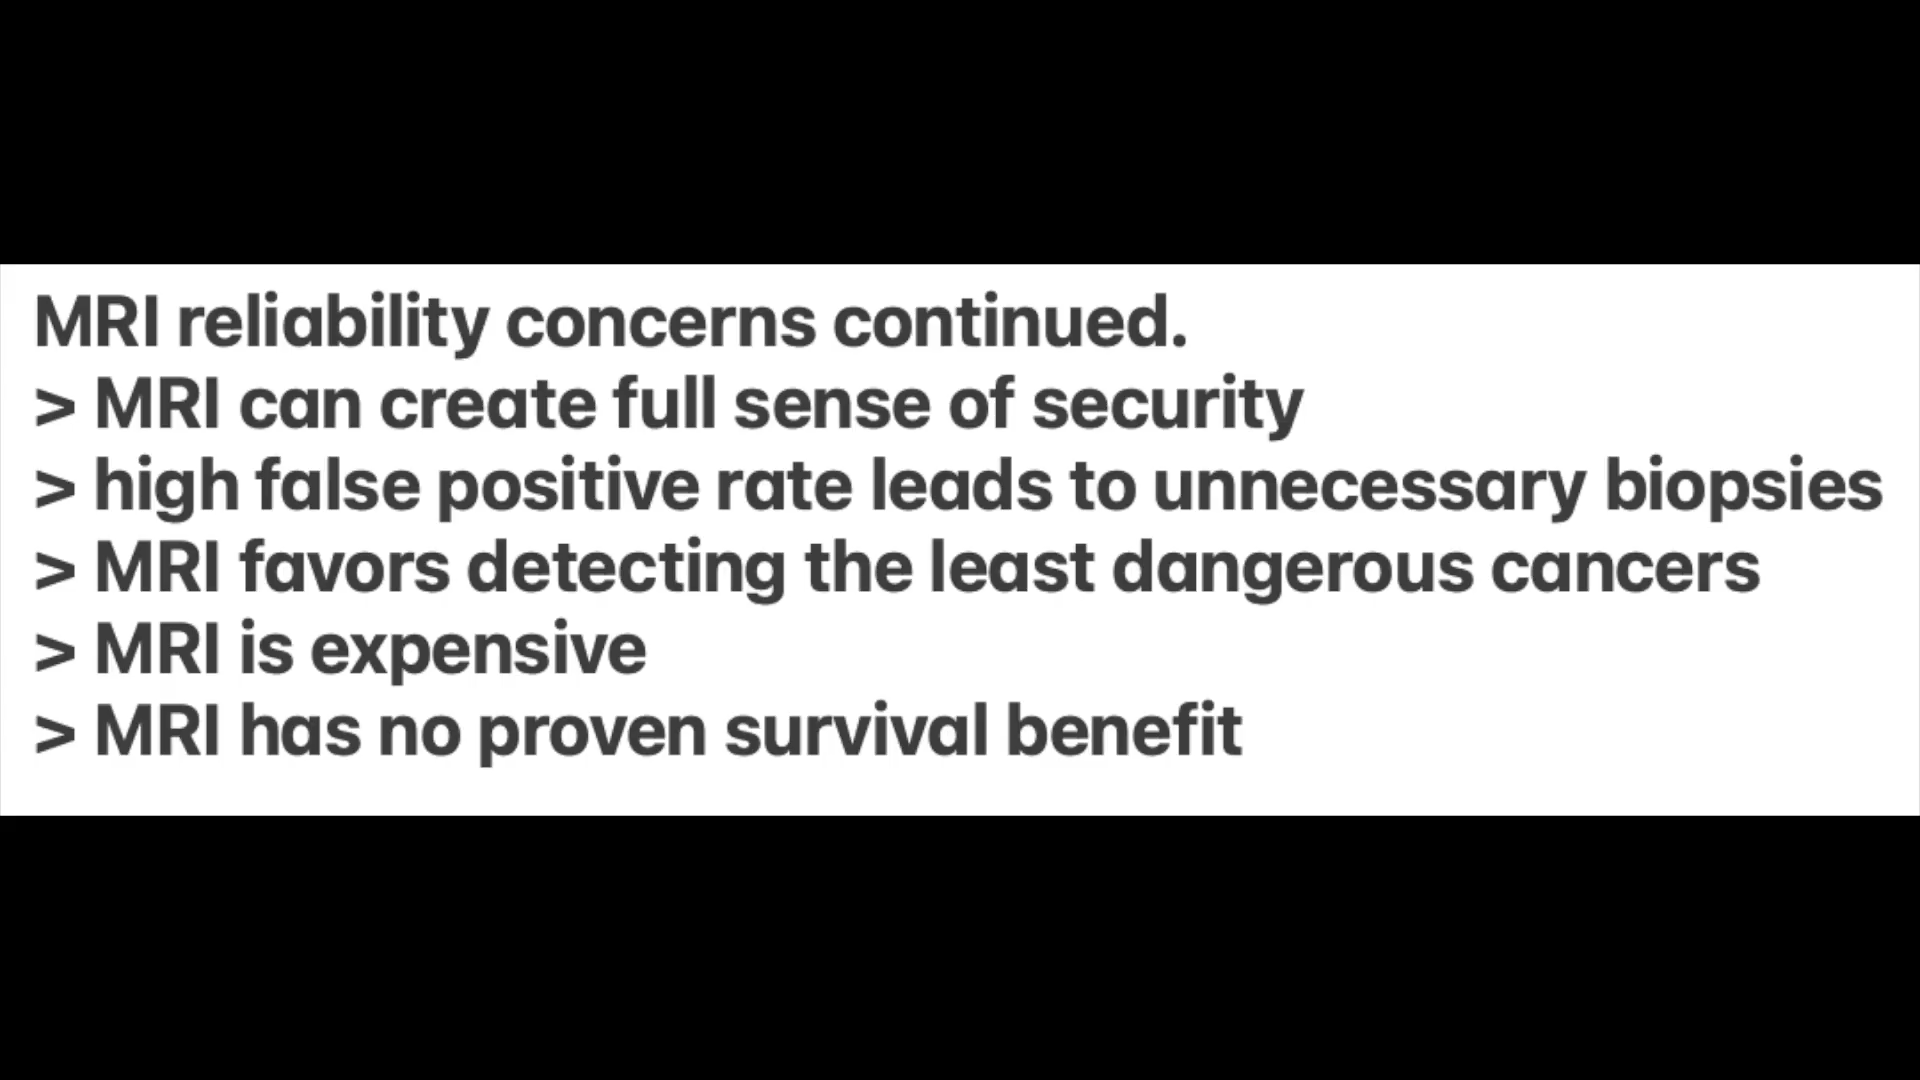 MRI reliability concerns continued.
> MRI can create full sense of security
> high false positive rate leads to unnecessary biopsies
> MRI favors detecting the least dangerous cancers
> MRI is expensive
> MRI has no proven survival benefit